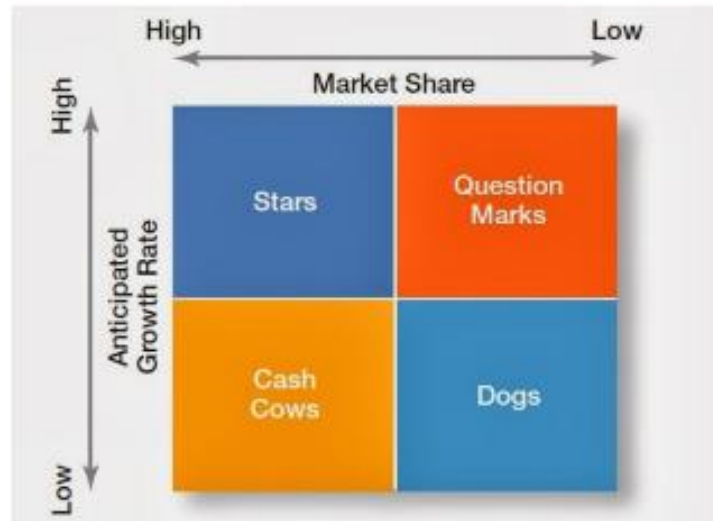 High Low
Market Share
High
Anticipated
Growth Rate
Low
Stars
Question
Marks
Cash
Cows
Dogs